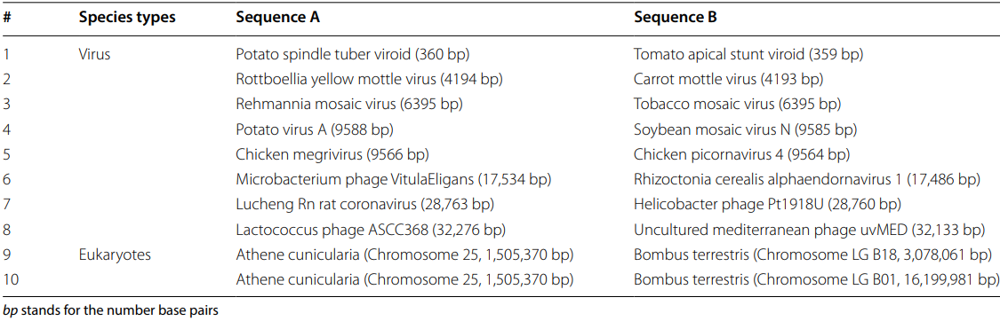 # Species types Sequence A Sequence B
1 Virus Potato spindle tuber viroid (360 bp) Tomato apical stunt viroid (359 bp)
2 Rottboellia yellow mottle virus (4194 bp) Carrot mottle virus (4193 bp)
3 Rehmannia mosaic virus (6395 bp) Tobacco mosaic virus (6395 bp)
4 Potato virus A (9588 bp) Soybean mosaic virus N (9585 bp)
5 Chicken megrivirus (9566 bp) Chicken picornavirus 4 (9564 bp)
6 Microbacterium phage VitulaEligans (17,534 bp) Rhizoctonia cerealis alphaendornavirus 1 (17,486 bp)
7 Lucheng Rn rat coronavirus (28,763 bp) Helicobacter phage Pt1918U (28,760 bp)
8 Lactococcus phage ASCC368 (32,276 bp) Uncultured mediterranean phage uvMED (32,133 bp)
9 Eukaryotes Athene cunicularia (Chromosome 25, 1,505,370 bp) Bombus terrestris (Chromosome LG B18, 3,078,061 bp)
10 Athene cunicularia (Chromosome 25, 1,505,370 bp) Bombus terrestris (Chromosome LG B01, 16,199,981 bp)
bp stands for the number base pairs